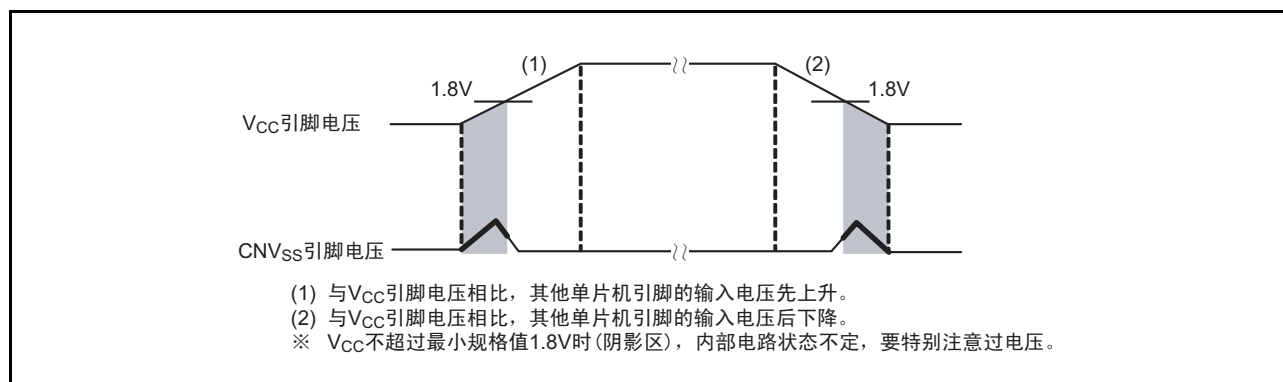 (1)
(2)
1.8V
1.8V
VCC引脚电压
CNVSS引脚电压
(1) 与VCC引脚电压相比，其他单片机引脚的输入电压先上升。
(2) 与VCC引脚电压相比，其他单片机引脚的输入电压后下降。
※ VCC不超过最小规格值1.8V时(阴影区)，内部电路状态不定，要特别注意过电压。